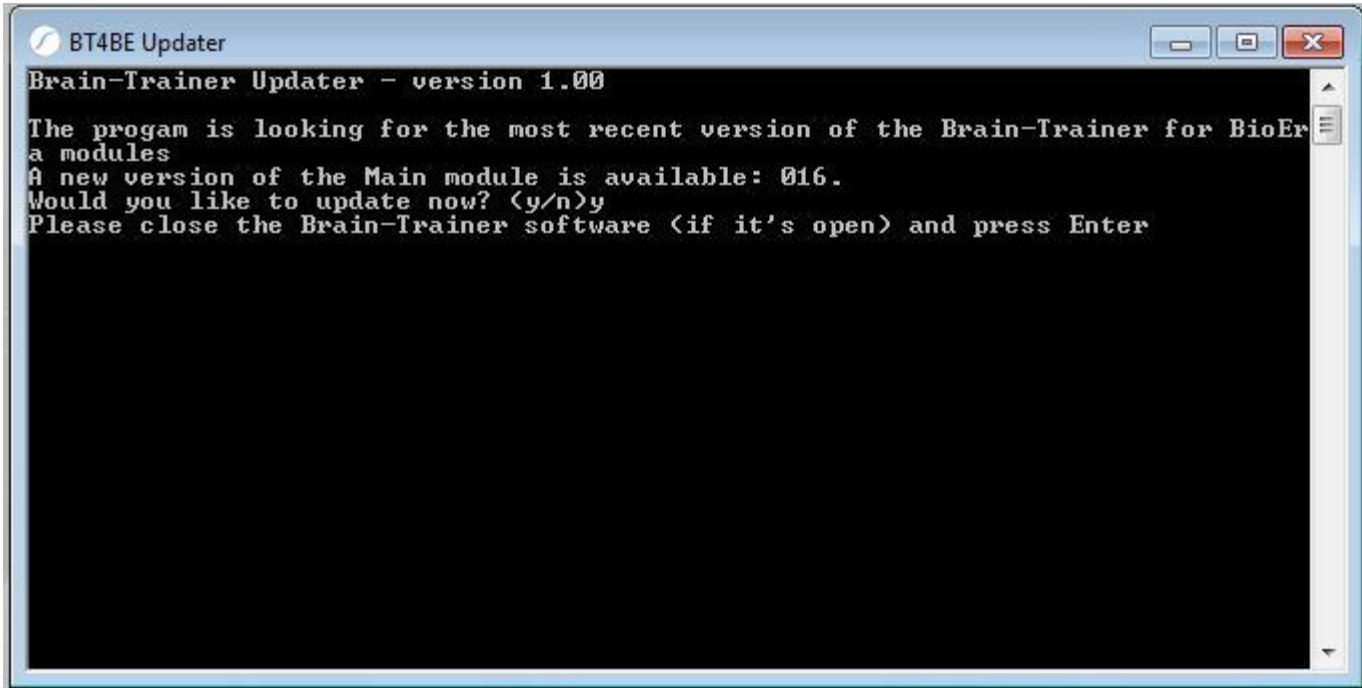 BT4BE Updater
Brain-Trainer Updater - version 1.00
The progam is looking for the most recent version of the Brain-Trainer for BioEr
a modules
A new version of the Main module is available: 016.
Would you like to update now? (y/n)y
Please close the Brain-Trainer software (if it's open) and press Enter